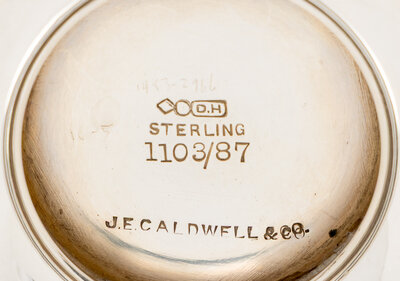 D.H
STERLING
1103/87
J.E.CALDWELL & CO.